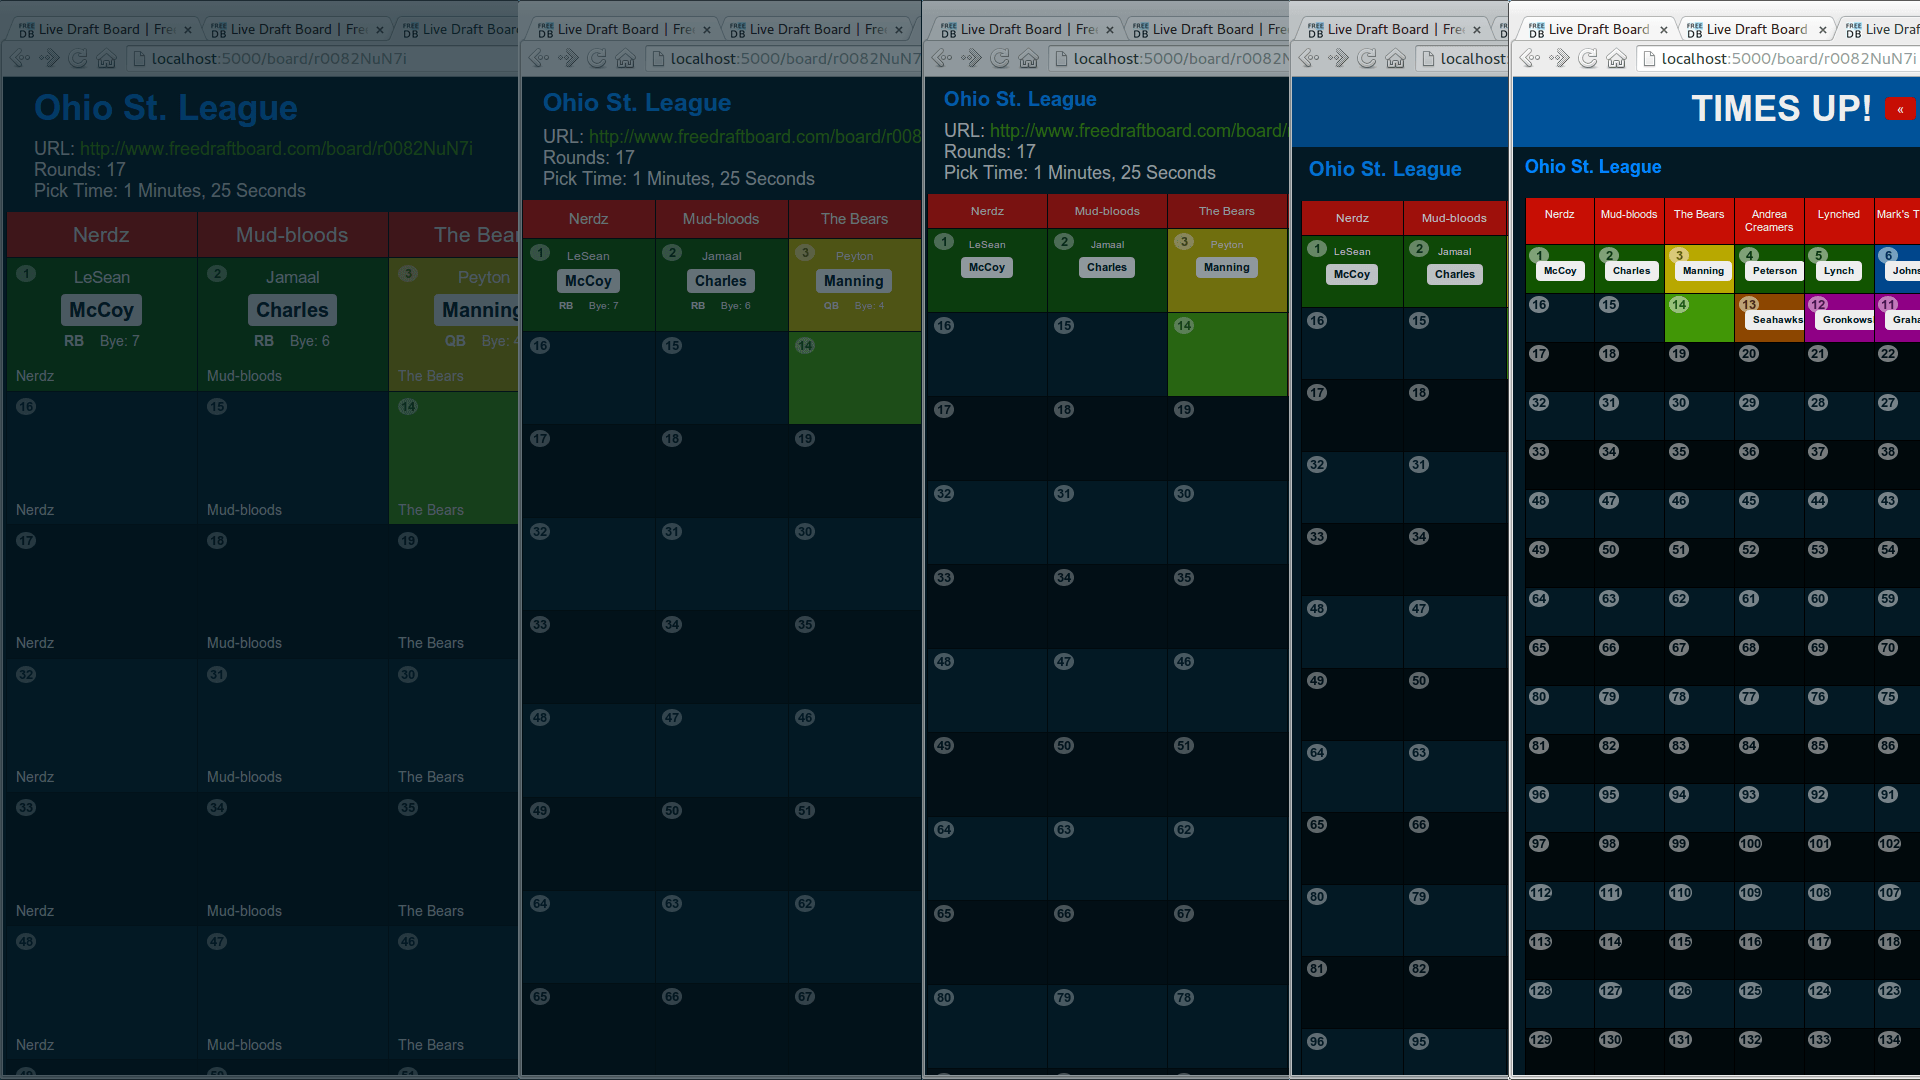 Live Draft Board | Free
Live Draft Board | Free
Live Draft Board
localhost:5000/board/r0082NuN7i
Ohio St. League
URL: http://www.freedraftboard.com/board/r0082NuN7i
Rounds: 17
Pick Time: 1 Minutes, 25 Seconds
Nerdz Mud-bloods The Bears
1 LeSean 2 Jamaal 3 Peyton
McCoy Charles Manning
RB Bye: 7 RB Bye: 6 QB Bye: 4
Nerdz Mud-bloods The Bears
16 15 14
Nerdz Mud-bloods The Bears
17 18 19
Nerdz Mud-bloods The Bears
32 31 30
Nerdz Mud-bloods The Bears
33 34 35
Nerdz Mud-bloods The Bears
48 47 46
Nerdz Mud-bloods The Bears
Live Draft Board | Free
Live Draft Board | Free
localhost:5000/board/r0082NuN7
Ohio St. League
URL: http://www.freedraftboard.com/board/r008
Rounds: 17
Pick Time: 1 Minutes, 25 Seconds
Nerdz Mud-bloods The Bears
1 LeSean 2 Jamaal 3 Peyton
McCoy Charles Manning
RB Bye: 7 RB Bye: 6 QB Bye: 4
16 15 14
17 18 19
32 31 30
33 34 35
48 47 46
49 50 51
64 63 62
65 66 67
Live Draft Board | Free
Live Draft Board | Free
localhost:5000/board/r0082N
Ohio St. League
URL: http://www.freedraftboard.com/board/
Rounds: 17
Pick Time: 1 Minutes, 25 Seconds
Nerdz Mud-bloods The Bears
1 LeSean 2 Jamaal 3 Peyton
McCoy Charles Manning
16 15 14
17 18 19
32 31 30
33 34 35
48 47 46
49 50 51
64 63 62
65 66 67
80 79 78
Live Draft Board | Free
localhost:
Ohio St. League
Nerdz Mud-bloods
1 LeSean 2 Jamaal
McCoy Charles
16 15
17 18
32 31
33 34
48 47
49 50
64 63
65 66
80 79
81 82
96 95
Live Draft Board
Live Draft Board
Live Draf
localhost:5000/board/r0082NuN7i
TIMES UP! «
Ohio St. League
Nerdz Mud-bloods The Bears Andrea Creamers Lynched Mark's T
1 2 3 4 5 6
McCoy Charles Manning Peterson Lynch Johns
16 15 14 13 12 11
Seahawks Gronkows Graha
17 18 19 20 21 22
32 31 30 29 28 27
33 34 35 36 37 38
48 47 46 45 44 43
49 50 51 52 53 54
64 63 62 61 60 59
65 66 67 68 69 70
80 79 78 77 76 75
81 82 83 84 85 86
96 95 94 93 92 91
97 98 99 100 101 102
112 111 110 109 108 107
113 114 115 116 117 118
128 127 126 125 124 123
129 130 131 132 133 134